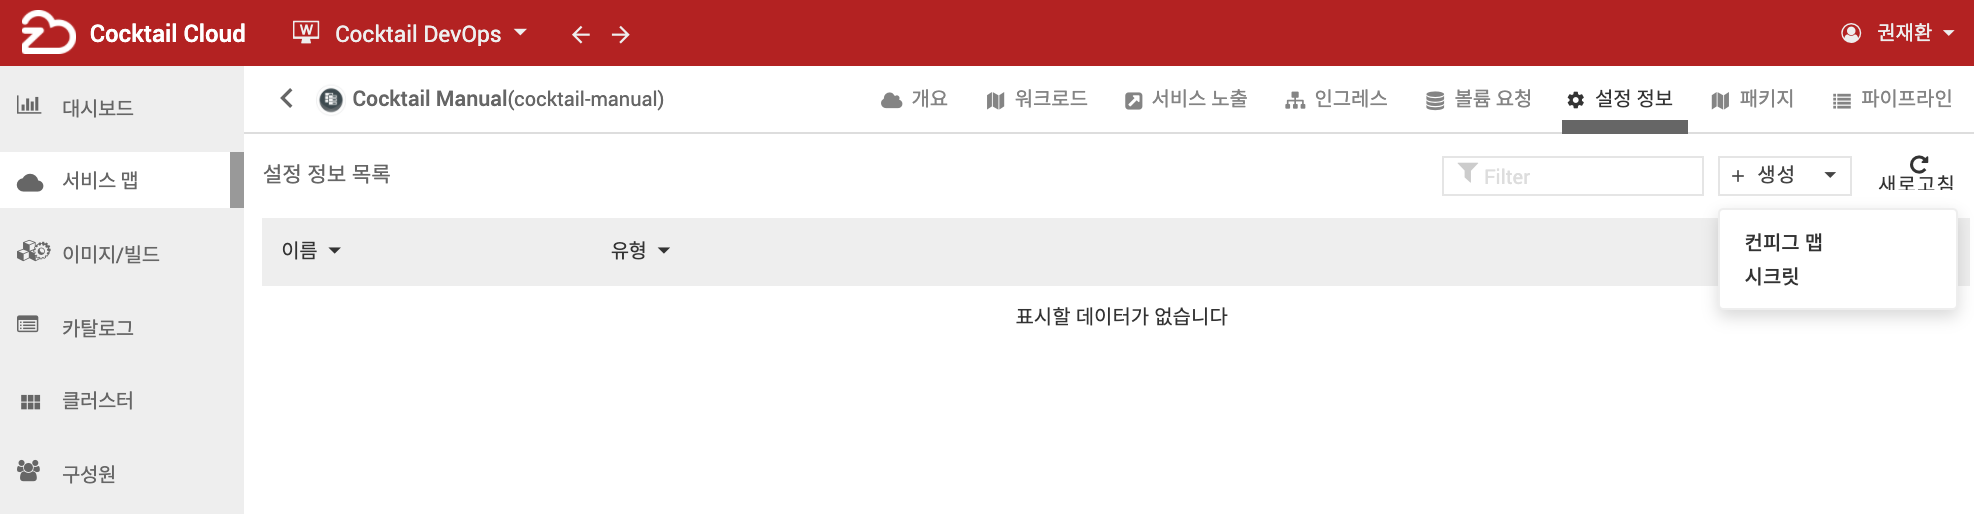 Cocktail Cloud
W Cocktail DevOps
권재환
대시보드
서비스 맵
이미지/빌드
카탈로그
클러스터
구성원
Cocktail Manual(cocktail-manual)
개요 워크로드 서비스 노출 인그레스 볼륨 요청 설정 정보 패키지 파이프라인
설정 정보 목록
Filter
+ 생성
새로고침
컨피그 맵
시크릿
이름 유형
표시할 데이터가 없습니다